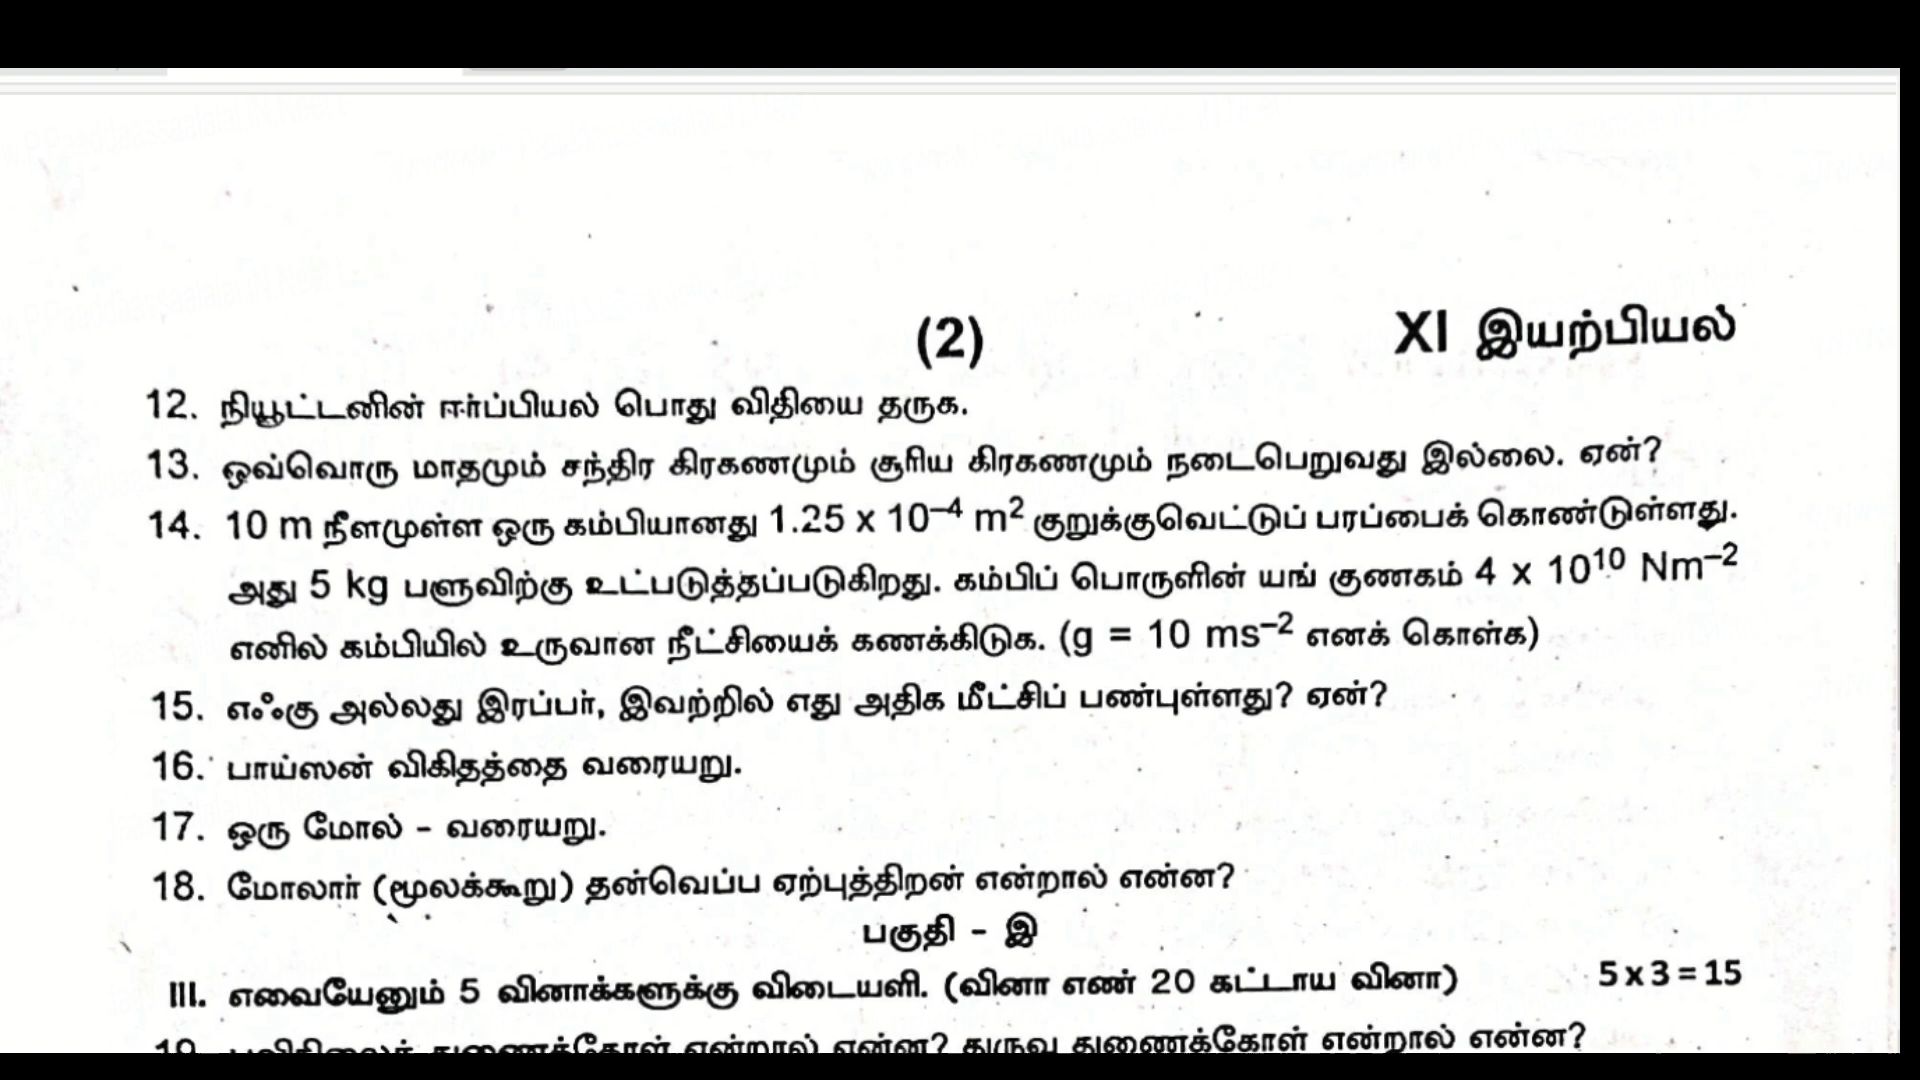 (2)
XI இயற்பியல்
12. நியூட்டனின் ஈர்ப்பியல் பொது விதியை தருக.
13. ஒவ்வொரு மாதமும் சந்திர கிரகணமும் சூரிய கிரகணமும் நடைபெறுவது இல்லை. ஏன்?
14. 10 m நீளமுள்ள ஒரு கம்பியானது 1.25 x 10⁻⁴ m² குறுக்குவெட்டுப் பரப்பைக் கொண்டுள்ளது.
அது 5 kg பளுவிற்கு உட்படுத்தப்படுகிறது. கம்பிப் பொருளின் யங் குணகம் 4 x 10¹⁰ Nm⁻²
எனில் கம்பியில் உருவான நீட்சியைக் கணக்கிடுக. (g = 10 ms⁻² எனக் கொள்க)
15. எஃகு அல்லது இரப்பர், இவற்றில் எது அதிக மீட்சிப் பண்புள்ளது? ஏன்?
16. பாய்ஸன் விகிதத்தை வரையறு.
17. ஒரு மோல் – வரையறு.
18. மோலார் (மூலக்கூறு) தன்வெப்ப ஏற்புத்திறன் என்றால் என்ன?
பகுதி – இ
III. எவையேனும் 5 வினாக்களுக்கு விடையளி. (வினா எண் 20 கட்டாய வினா) 5 x 3 = 15
19. புவிநிலைத் துணைக்கோள் என்றால் என்ன? துருவ துணைக்கோள் என்றால் என்ன?